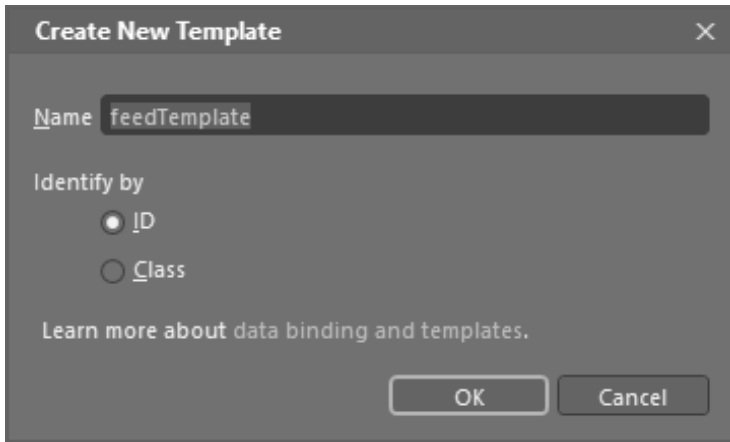 Create New Template
Name feedTemplate
Identify by
ID
Class
Learn more about data binding and templates.
OK Cancel